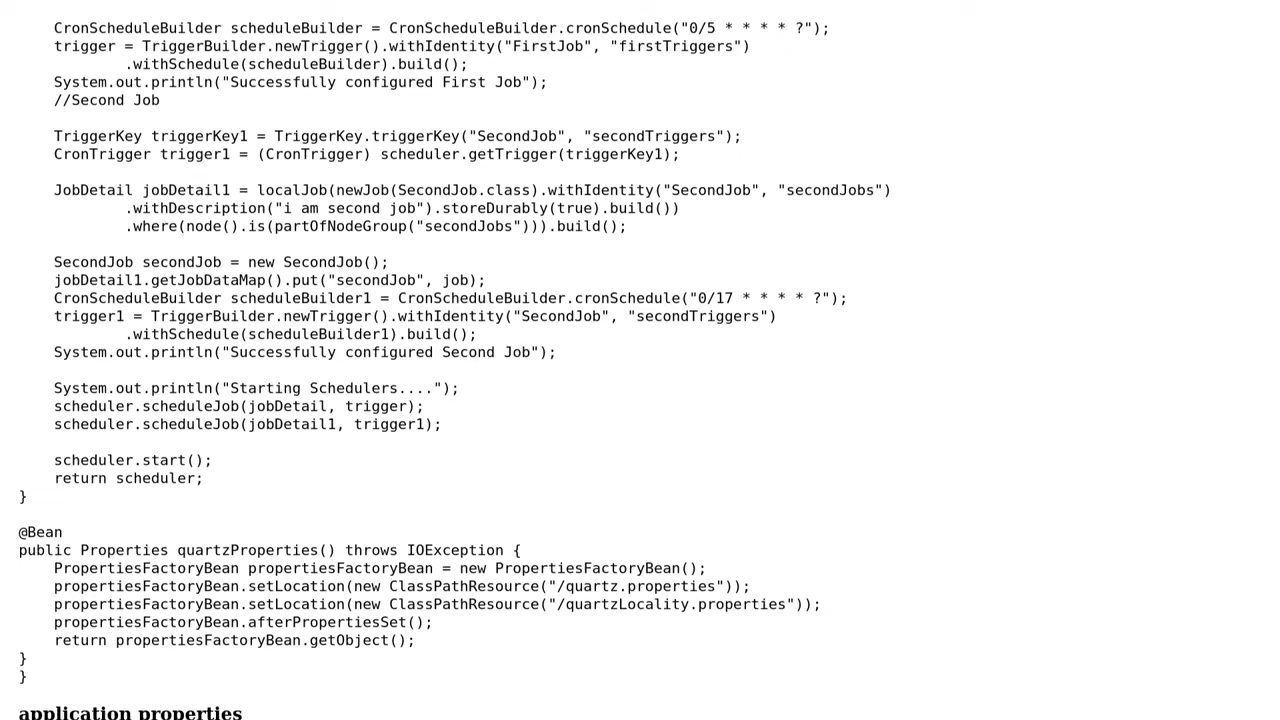 CronScheduleBuilder scheduleBuilder = CronScheduleBuilder.cronSchedule("0/5 * * * * ?");
trigger = TriggerBuilder.newTrigger().withIdentity("FirstJob", "firstTriggers")
.withSchedule(scheduleBuilder).build();
System.out.println("Successfully configured First Job");
//Second Job
TriggerKey triggerKey1 = TriggerKey.triggerKey("SecondJob", "secondTriggers");
CronTrigger trigger1 = (CronTrigger) scheduler.getTrigger(triggerKey1);
JobDetail jobDetail1 = localJob(newJob(SecondJob.class).withIdentity("SecondJob", "secondJobs")
.withDescription("i am second job").storeDurably(true).build())
.where(node().is(partOfNodeGroup("secondJobs"))).build();
SecondJob secondJob = new SecondJob();
jobDetail1.getJobDataMap().put("secondJob", job);
CronScheduleBuilder scheduleBuilder1 = CronScheduleBuilder.cronSchedule("0/17 * * * * ?");
trigger1 = TriggerBuilder.newTrigger().withIdentity("SecondJob", "secondTriggers")
.withSchedule(scheduleBuilder1).build();
System.out.println("Successfully configured Second Job");
System.out.println("Starting Schedulers....");
scheduler.scheduleJob(jobDetail, trigger);
scheduler.scheduleJob(jobDetail1, trigger1);
scheduler.start();
return scheduler;
}
@Bean
public Properties quartzProperties() throws IOException {
PropertiesFactoryBean propertiesFactoryBean = new PropertiesFactoryBean();
propertiesFactoryBean.setLocation(new ClassPathResource("/quartz.properties"));
propertiesFactoryBean.setLocation(new ClassPathResource("/quartzLocality.properties"));
propertiesFactoryBean.afterPropertiesSet();
return propertiesFactoryBean.getObject();
}
}
application properties